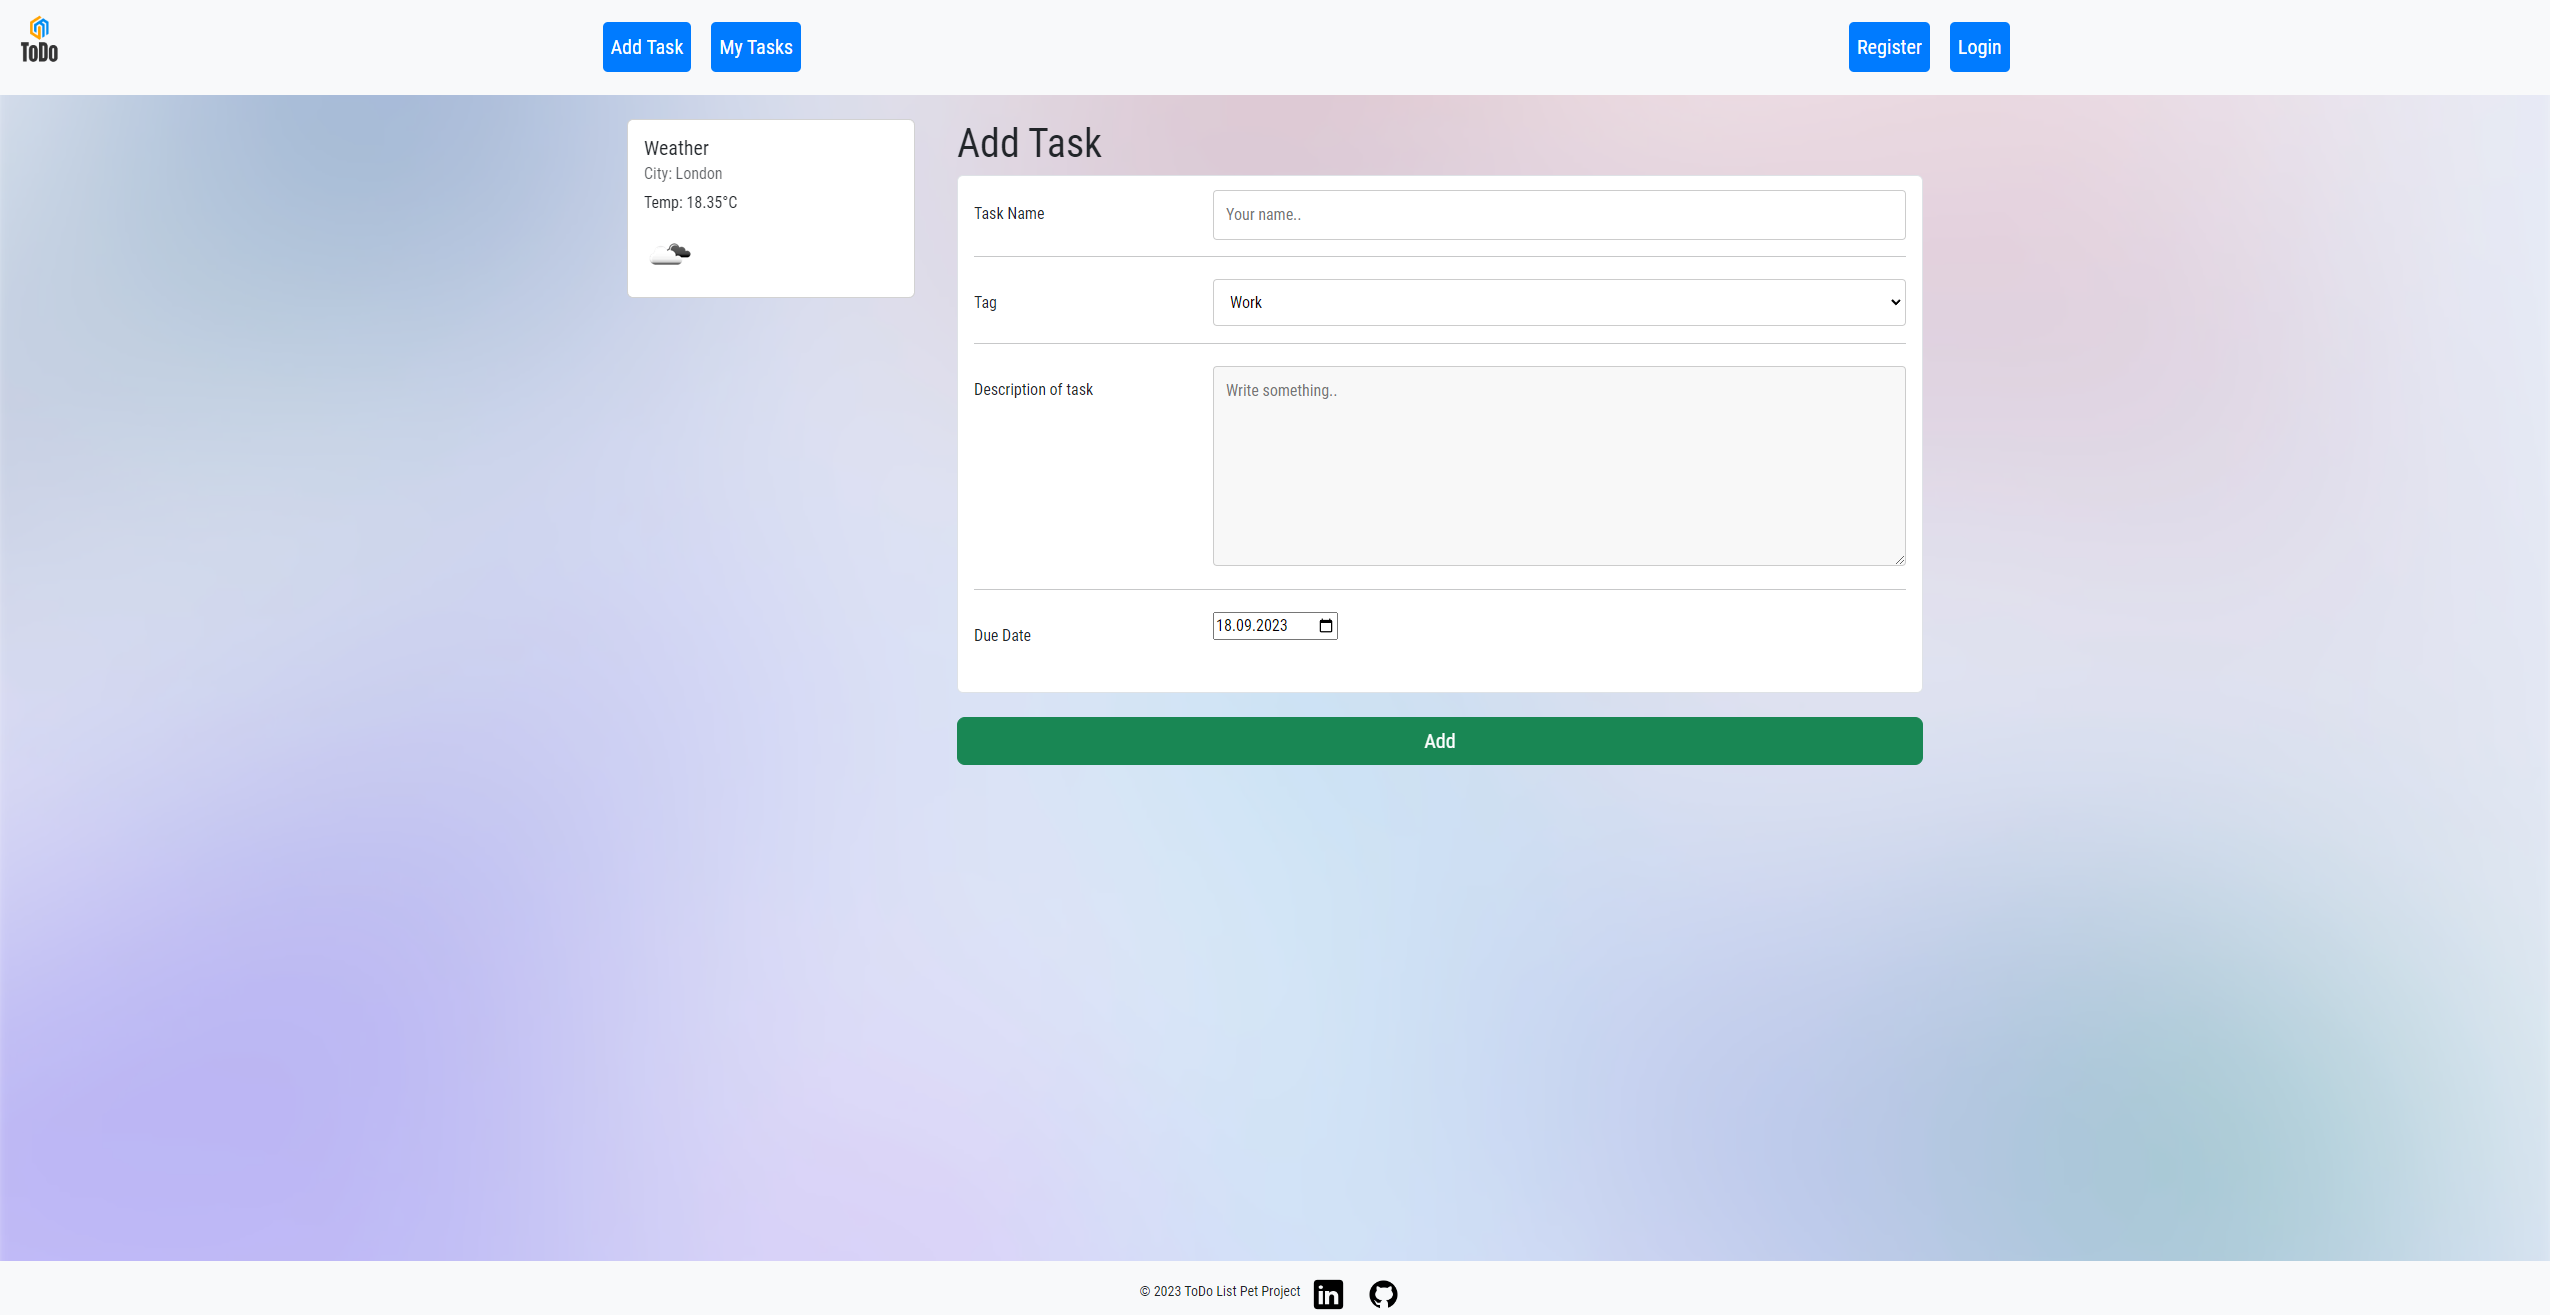 ToDo
Add Task
My Tasks
Register
Login
Weather
City: London
Temp: 18.35°C
Add Task
Task Name
Your name..
Tag
Work
Description of task
Write something..
Due Date
18.09.2023
Add
© 2023 ToDo List Pet Project
in